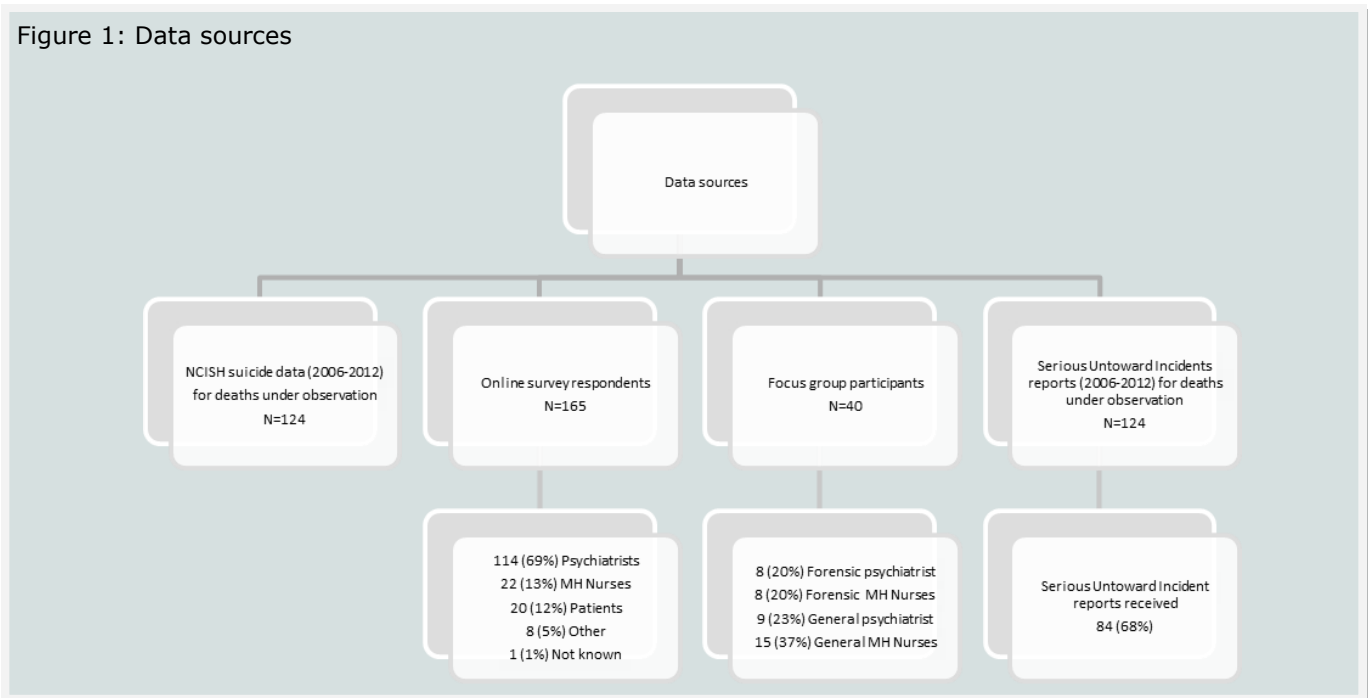 Figure 1: Data sources
Data sources
NCISH suicide data (2006-2012)
for deaths under observation
N=124
Online survey respondents
N=165
Focus group participants
N=40
Serious Untoward Incidents
reports (2006-2012) for deaths
under observation
N=124
114 (69%) Psychiatrists
22 (13%) MH Nurses
20 (12%) Patients
8 (5%) Other
1 (1%) Not known
8 (20%) Forensic psychiatrist
8 (20%) Forensic MH Nurses
9 (23%) General psychiatrist
15 (37%) General MH Nurses
Serious Untoward Incident
reports received
84 (68%)